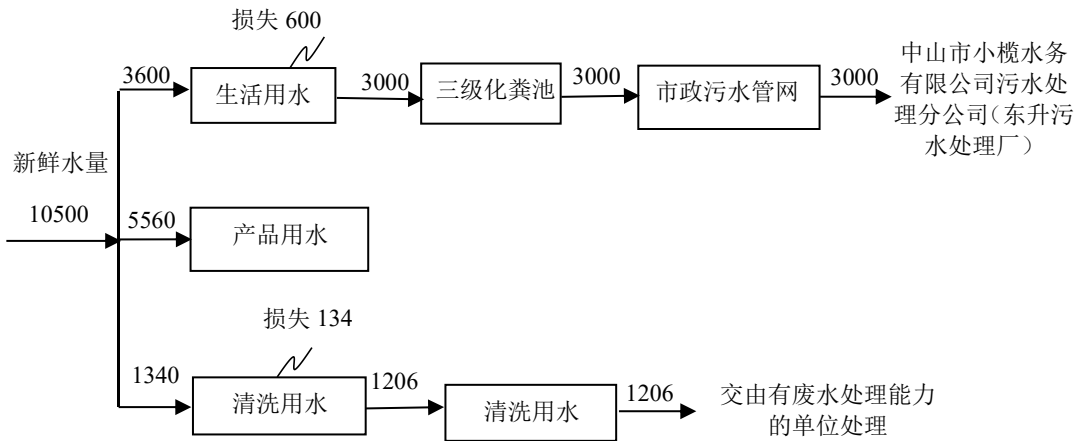 损失 600
3600
生活用水
3000
三级化粪池
3000
市政污水管网
3000
中山市小榄水务
有限公司污水处
理分公司（东升污
水处理厂）
新鲜水量
10500
5560
产品用水
损失 134
1340
清洗用水
1206
清洗用水
1206
交由有废水处理能力
的单位处理